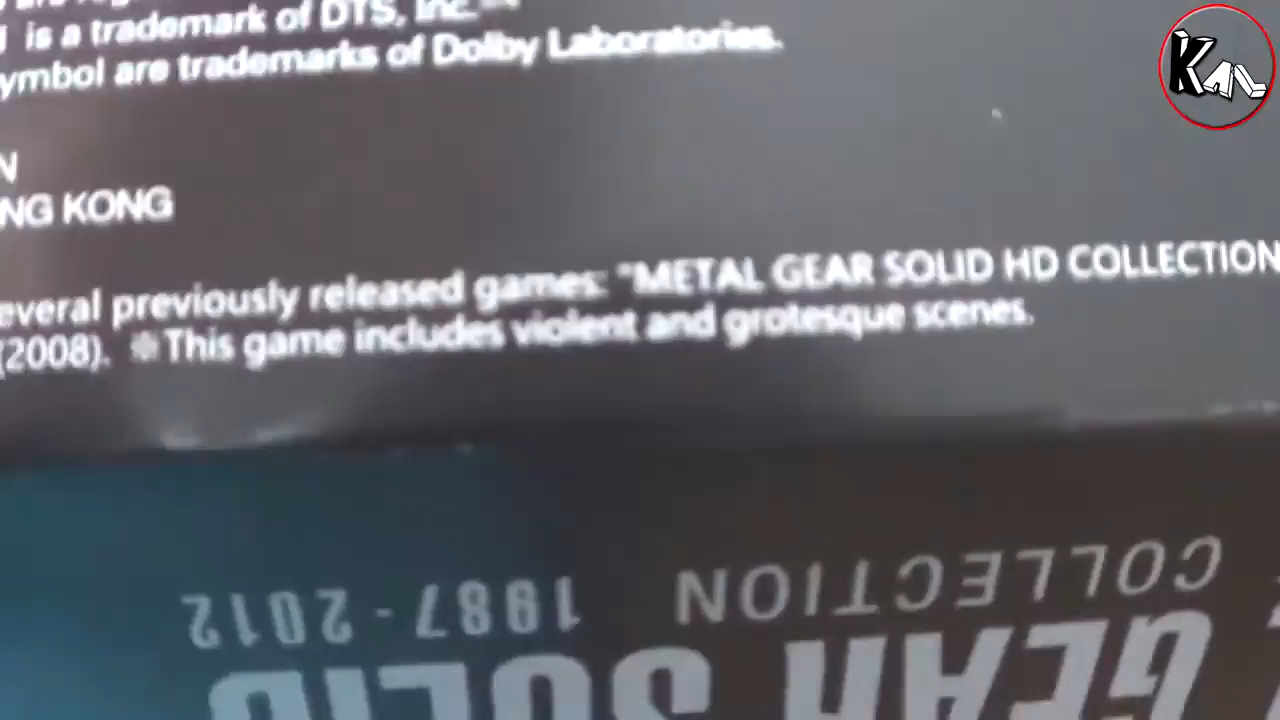 is a trademark of DTS, Inc.
ymbol are trademarks of Dolby Laboratories.
N
NG KONG
everal previously released games: "METAL GEAR SOLID HD COLLECTION
(2008). ※This game includes violent and grotesque scenes.
GEAR SOLID
COLLECTION 1987-2012
KAL